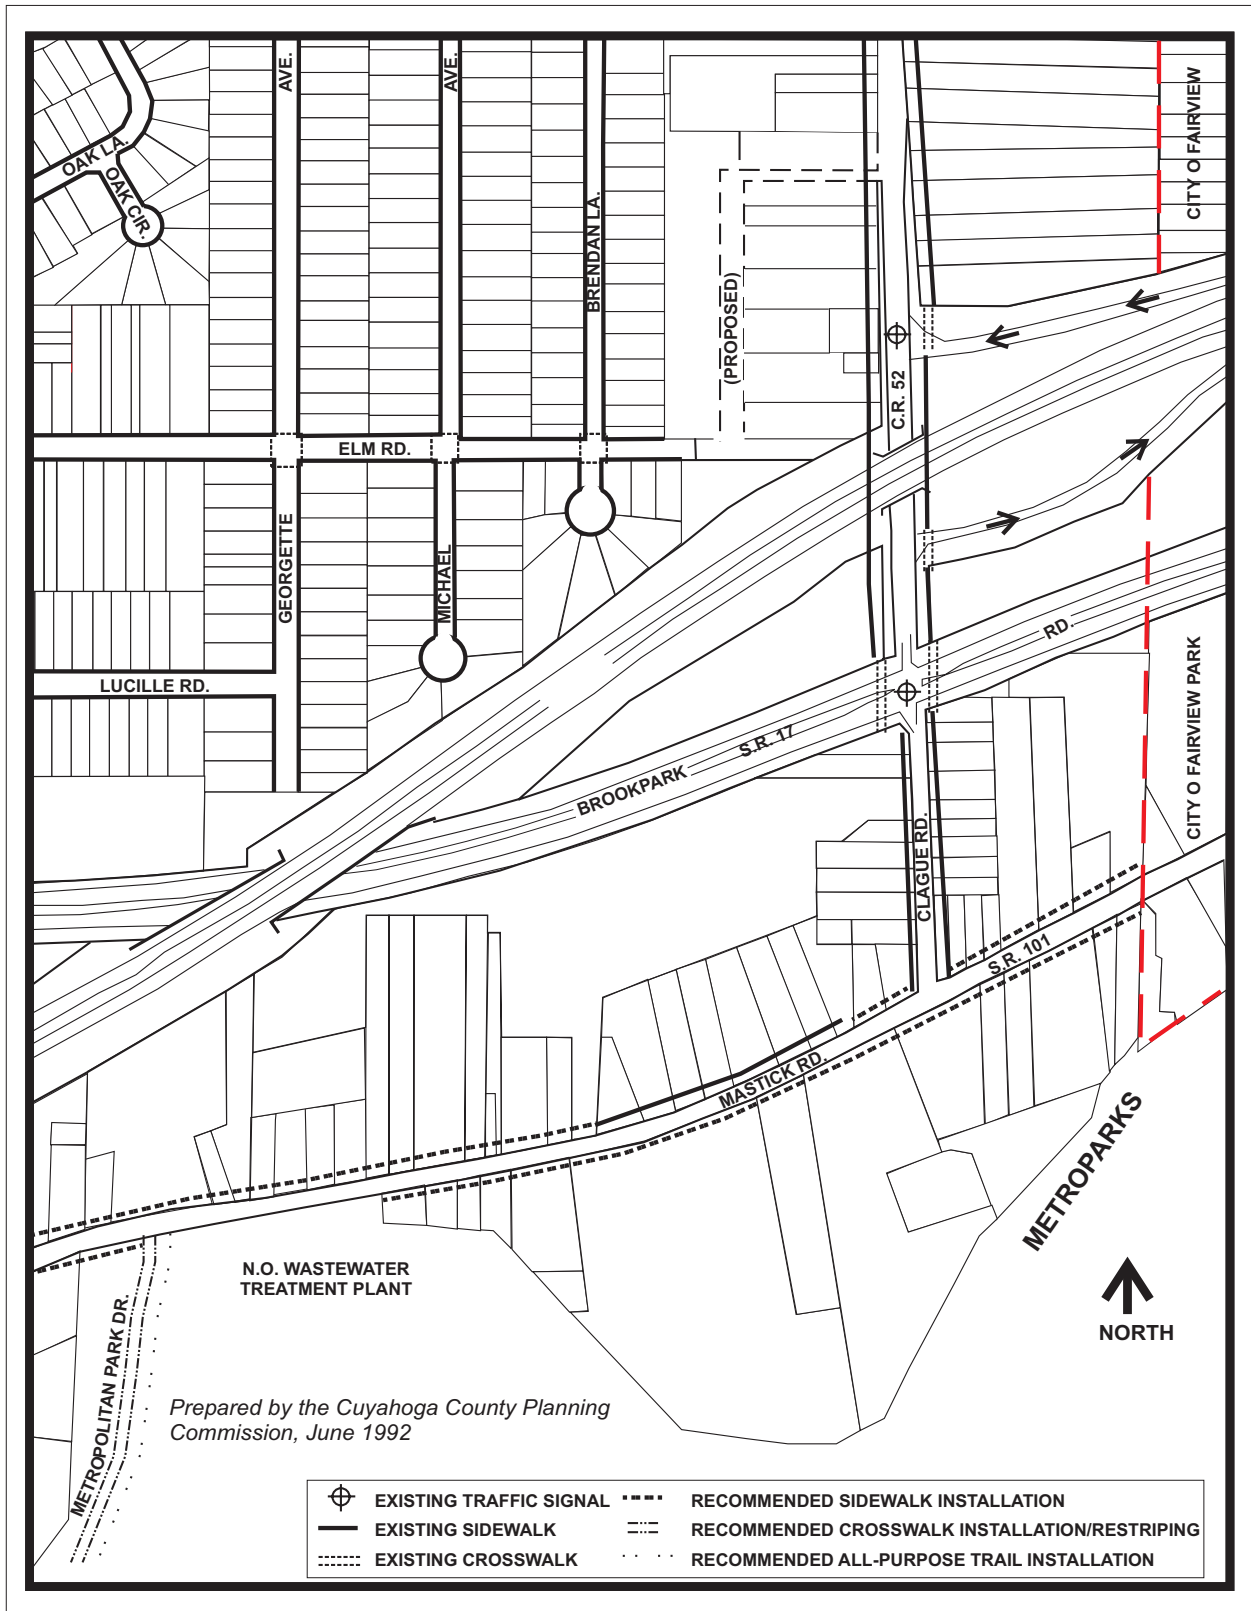 AVE.
AVE.
OAK LA.
OAK CIR.
BRENDAN LA.
(PROPOSED)
CITY O FAIRVIEW
C.R. 52
ELM RD.
GEORGETTE
MICHAEL
LUCILLE RD.
RD.
S.R. 17
BROOKPARK
CITY O FAIRVIEW PARK
CLAGUE RD.
S.R. 101
MASTICK RD.
METROPARKS
N.O. WASTEWATER
TREATMENT PLANT
METROPOLITAN PARK DR.
NORTH
Prepared by the Cuyahoga County Planning
Commission, June 1992
EXISTING TRAFFIC SIGNAL
EXISTING SIDEWALK
EXISTING CROSSWALK
RECOMMENDED SIDEWALK INSTALLATION
RECOMMENDED CROSSWALK INSTALLATION/RESTRIPING
RECOMMENDED ALL-PURPOSE TRAIL INSTALLATION